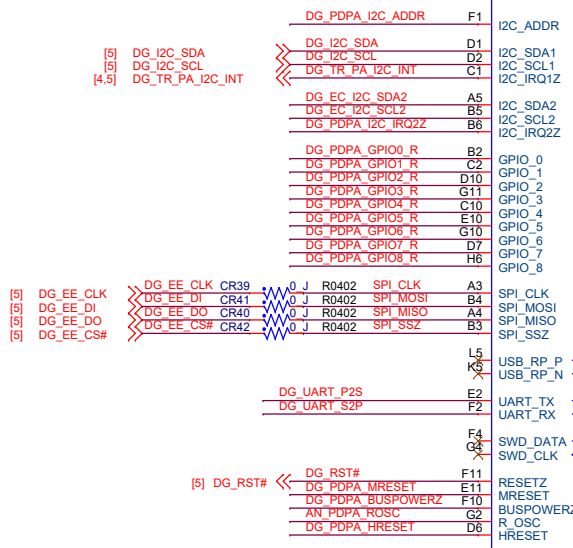 DG_PDPA_I2C_ADDR F1 I2C_ADDR
[5] DG_I2C_SDA DG_I2C_SDA D1 I2C_SDA1
[5] DG_I2C_SCL DG_I2C_SCL D2 I2C_SCL1
[4,5] DG_TR_PA_I2C_INT DG_TR_PA_I2C_INT C1 I2C_IRQ1Z
DG_EC_I2C_SDA2 A5 I2C_SDA2
DG_EC_I2C_SCL2 B5 I2C_SCL2
DG_PDPA_I2C_IRQ2Z B6 I2C_IRQ2Z
DG_PDPA_GPIO0_R B2 GPIO_0
DG_PDPA_GPIO1_R C2 GPIO_1
DG_PDPA_GPIO2_R D10 GPIO_2
DG_PDPA_GPIO3_R G11 GPIO_3
DG_PDPA_GPIO4_R C10 GPIO_4
DG_PDPA_GPIO5_R E10 GPIO_5
DG_PDPA_GPIO6_R G10 GPIO_6
DG_PDPA_GPIO7_R D7 GPIO_7
DG_PDPA_GPIO8_R H6 GPIO_8
[5] DG_EE_CLK DG_EE_CLK CR39 0_J R0402 SPI_CLK A3 SPI_CLK
[5] DG_EE_DI DG_EE_DI CR41 0_J R0402 SPI_MOSI B4 SPI_MOSI
[5] DG_EE_DO DG_EE_DO CR40 0_J R0402 SPI_MISO A4 SPI_MISO
[5] DG_EE_CS# DG_EE_CS# CR42 0_J R0402 SPI_SSZ B3 SPI_SSZ
L5 USB_RP_P
K5 USB_RP_N
DG_UART_P2S E2 UART_TX
DG_UART_S2P F2 UART_RX
F4 SWD_DATA
G4 SWD_CLK
[5] DG_RST# DG_RST# F11 RESETZ
DG_PDPA_MRESET E11 MRESET
DG_PDPA_BUSPOWERZ F10 BUSPOWERZ
AN_PDPA_ROSC G2 R_OSC
DG_PDPA_HRESET D6 HRESET